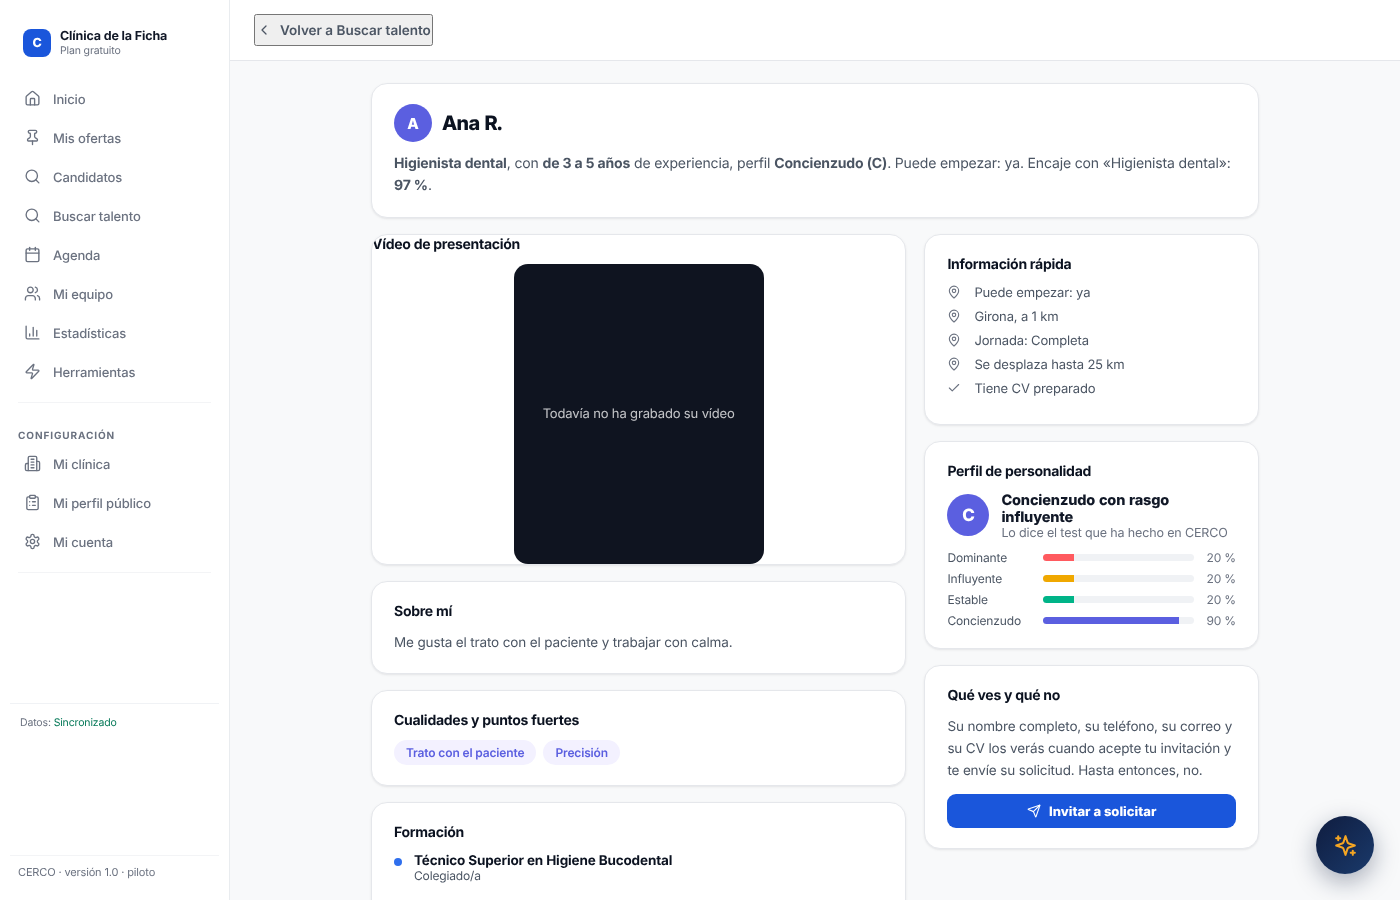 C
Clínica de la Ficha
Plan gratuito
Inicio
Mis ofertas
Candidatos
Buscar talento
Agenda
Mi equipo
Estadísticas
Herramientas
CONFIGURACIÓN
Mi clínica
Mi perfil público
Mi cuenta
Datos: Sincronizado
CERCO · versión 1.0 · piloto
Volver a Buscar talento
A
Ana R.
Higienista dental, con de 3 a 5 años de experiencia, perfil Concienzudo (C). Puede empezar: ya. Encaje con «Higienista dental»:
97 %.
Vídeo de presentación
Todavía no ha grabado su vídeo
Sobre mí
Me gusta el trato con el paciente y trabajar con calma.
Cualidades y puntos fuertes
Trato con el paciente
Precisión
Formación
Técnico Superior en Higiene Bucodental
Colegiado/a
Información rápida
Puede empezar: ya
Girona, a 1 km
Jornada: Completa
Se desplaza hasta 25 km
Tiene CV preparado
Perfil de personalidad
C
Concienzudo con rasgo
influyente
Lo dice el test que ha hecho en CERCO
Dominante 20 %
Influyente 20 %
Estable 20 %
Concienzudo 90 %
Qué ves y qué no
Su nombre completo, su teléfono, su correo y
su CV los verás cuando acepte tu invitación y
te envíe su solicitud. Hasta entonces, no.
Invitar a solicitar